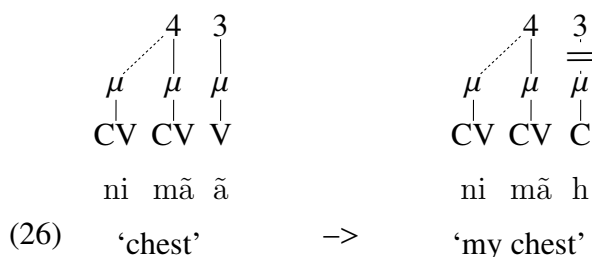 4 3 4 3
μ μ μ μ μ μ
CV CV V CV CV C
ni mã ã ni mã h
(26) ‘chest’ –> ‘my chest’